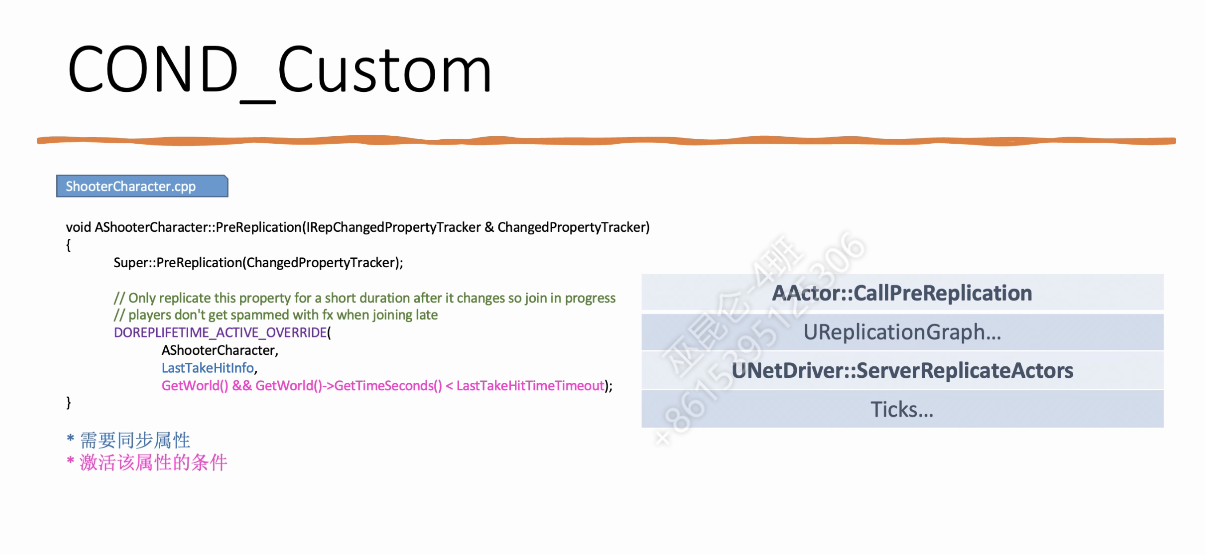 COND_Custom
ShooterCharacter.cpp
void AShooterCharacter::PreReplication(IRepChangedPropertyTracker & ChangedPropertyTracker)
{
Super::PreReplication(ChangedPropertyTracker);
// Only replicate this property for a short duration after it changes so join in progress
// players don't get spammed with fx when joining late
DOREPLIFETIME_ACTIVE_OVERRIDE(
AShooterCharacter,
LastTakeHitInfo,
GetWorld() && GetWorld()->GetTimeSeconds() < LastTakeHitTimeTimeout);
}
* 需要同步属性
* 激活该属性的条件
AActor::CallPreReplication
UReplicationGraph...
UNetDriver::ServerReplicateActors
Ticks...
巫昆仑-4班